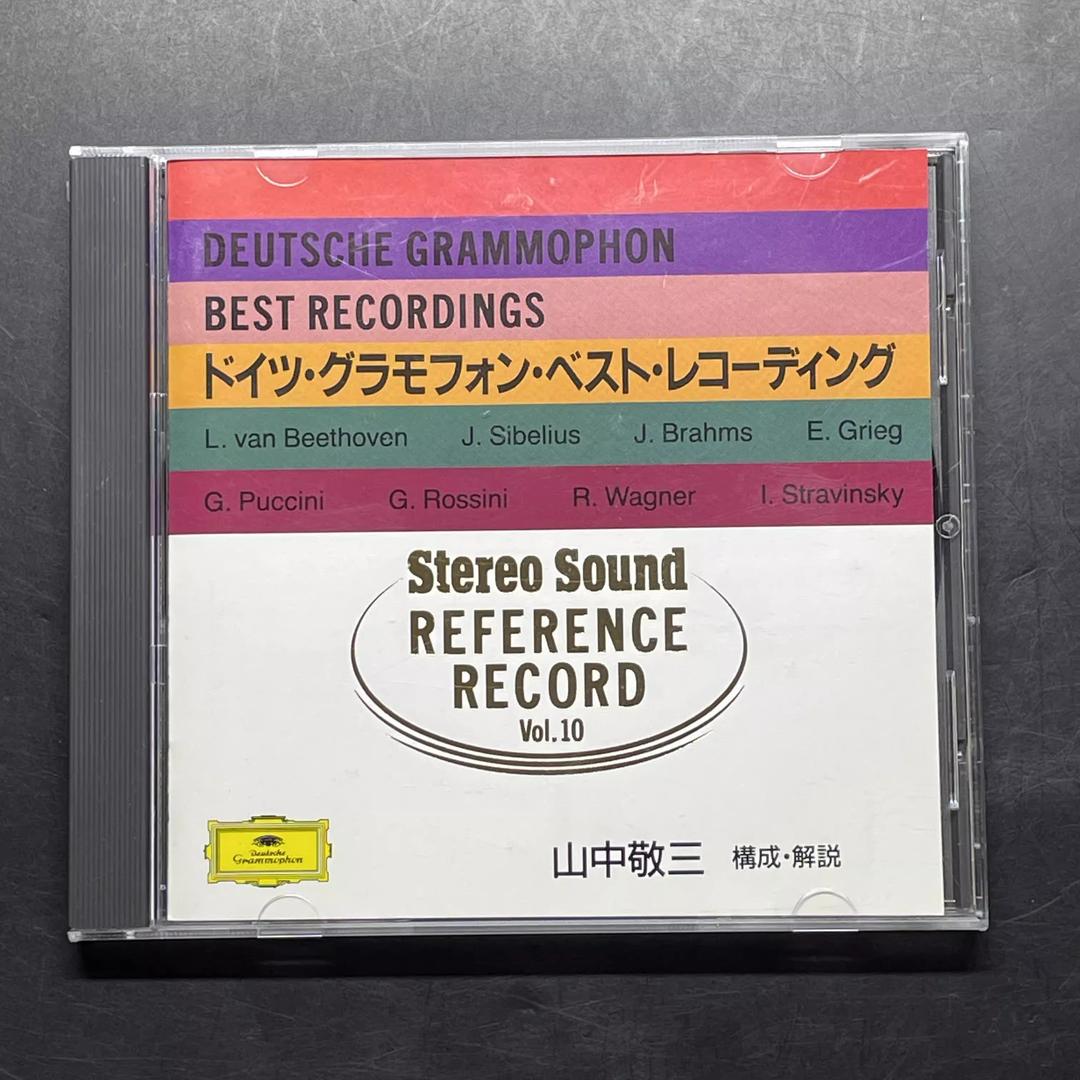 DEUTSCHE GRAMMOPHON
BEST RECORDINGS
ドイツ・グラモフォン・ベスト・レコーディング
L. van Beethoven J. Sibelius J. Brahms E. Grieg
G. Puccini G. Rossini R. Wagner I. Stravinsky
Stereo Sound
REFERENCE
RECORD
Vol.10
Deutsche
Grammophon
山中敬三 構成・解説